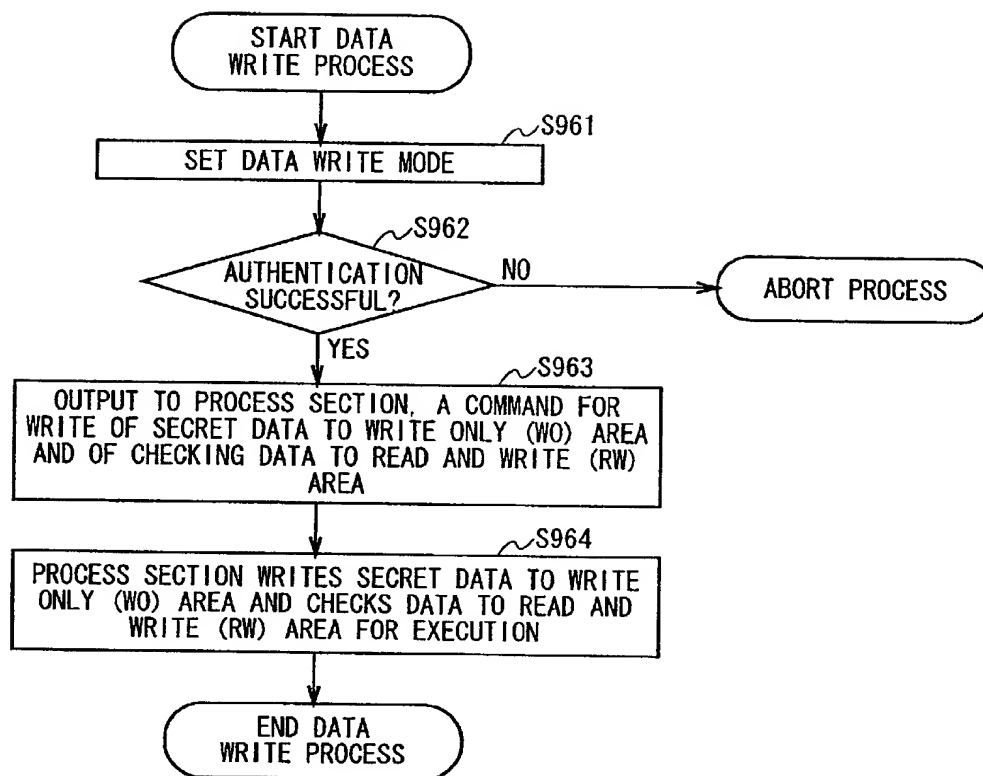 START DATA
WRITE PROCESS
S961
SET DATA WRITE MODE
S962
AUTHENTICATION
SUCCESSFUL?
NO
ABORT PROCESS
YES
S963
OUTPUT TO PROCESS SECTION, A COMMAND FOR
WRITE OF SECRET DATA TO WRITE ONLY (WO) AREA
AND OF CHECKING DATA TO READ AND WRITE (RW)
AREA
S964
PROCESS SECTION WRITES SECRET DATA TO WRITE
ONLY (WO) AREA AND CHECKS DATA TO READ AND
WRITE (RW) AREA FOR EXECUTION
END DATA
WRITE PROCESS